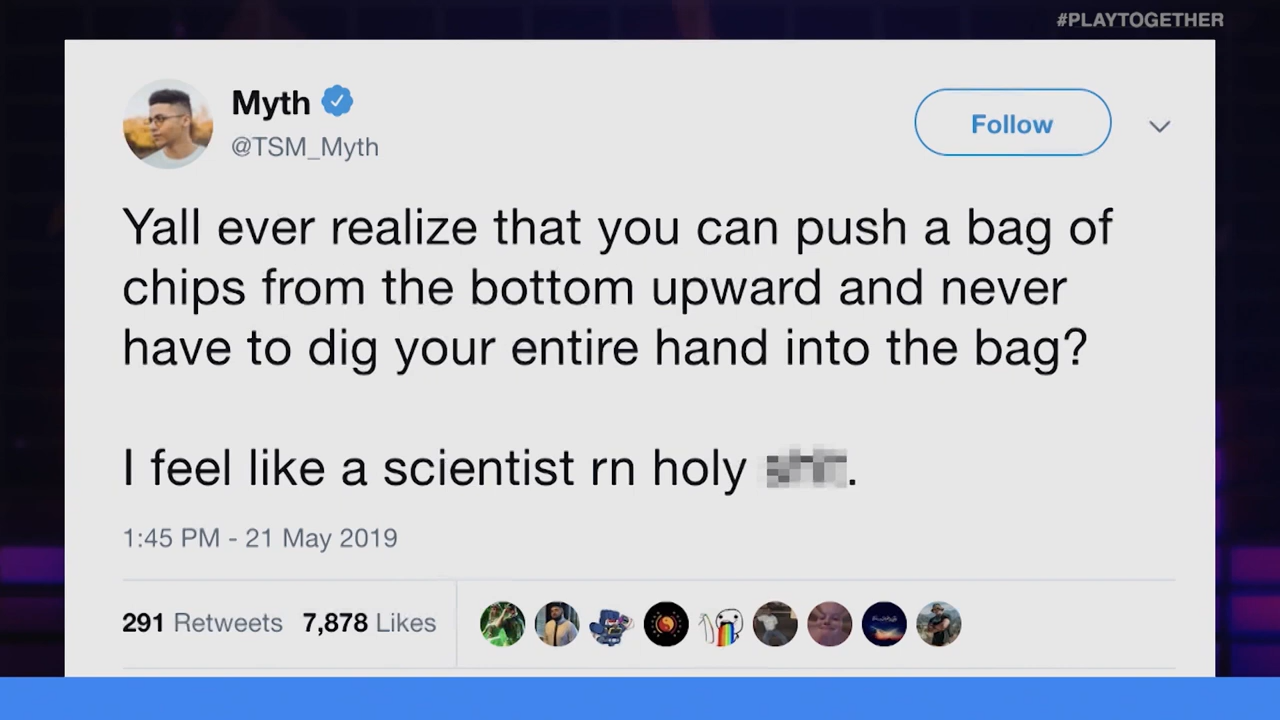 #PLAYTOGETHER
Myth
@TSM_Myth
Follow
Yall ever realize that you can push a bag of
chips from the bottom upward and never
have to dig your entire hand into the bag?
I feel like a scientist rn holy .
1:45 PM - 21 May 2019
291 Retweets 7,878 Likes